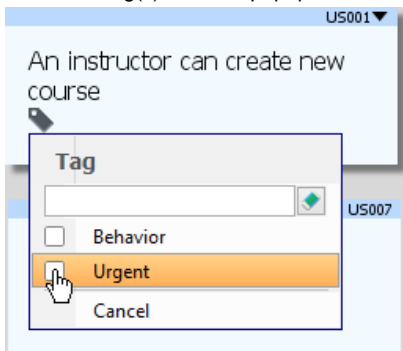 US001▼
An instructor can create new
course
Tag
US007
Behavior
Urgent
Cancel